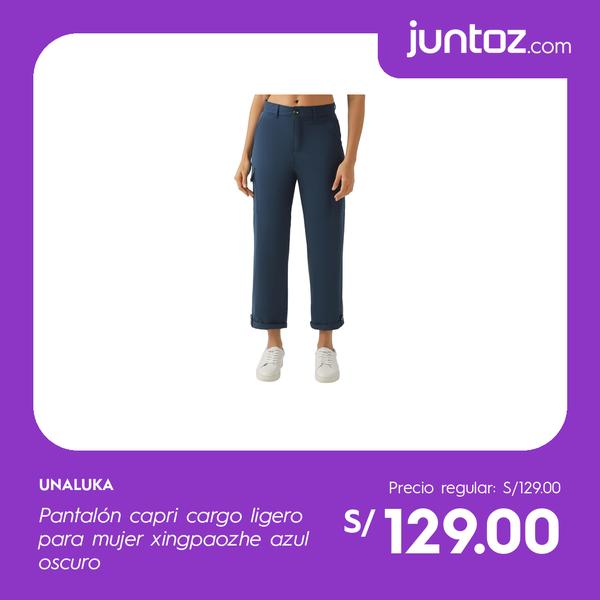 juntoz.com
UNALUKA
Pantalón capri cargo ligero
para mujer xingpaozhe azul
oscuro
Precio regular: S/129.00
S/129.00